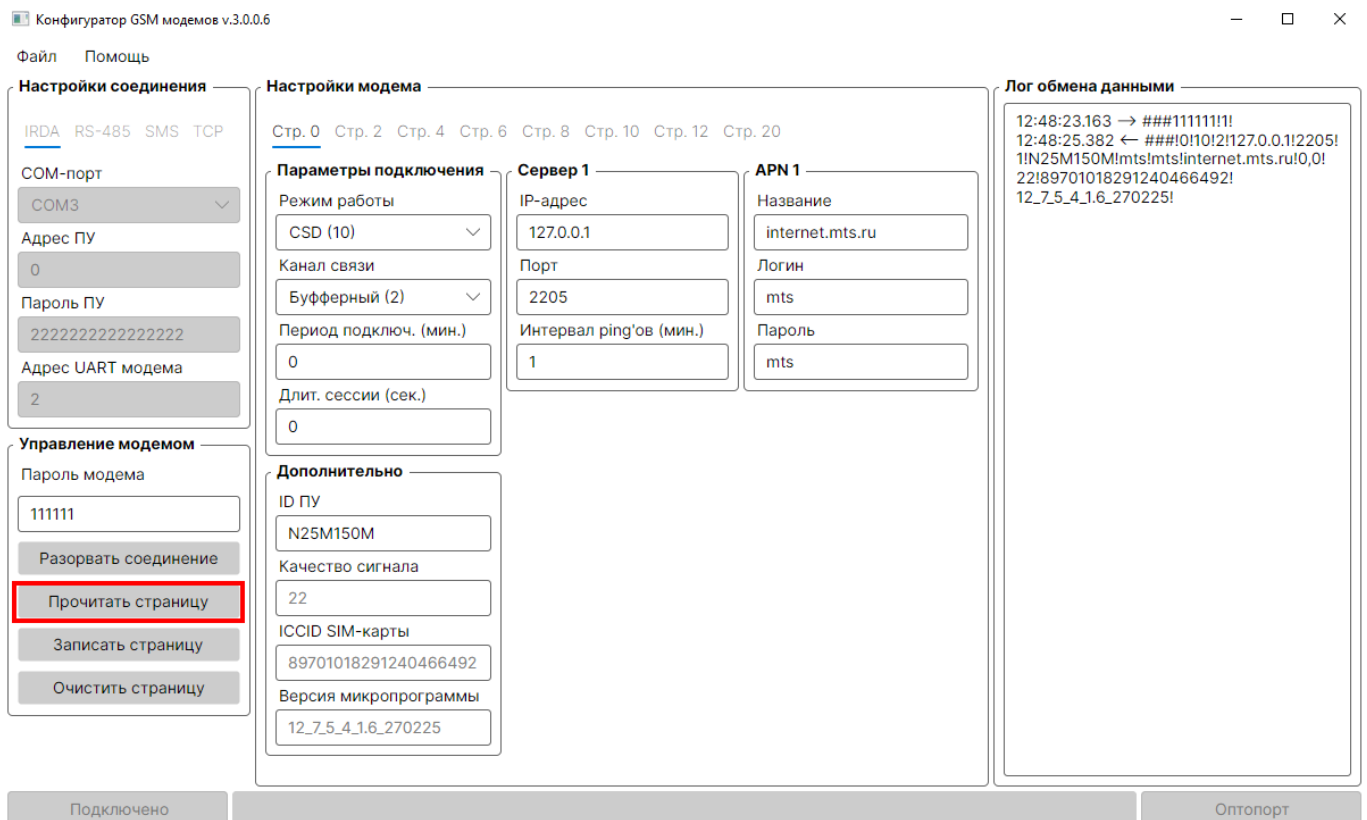 Конфигуратор GSM модемов v.3.0.0.6
Файл Помощь
Настройки соединения
IRDA RS-485 SMS TCP
COM-порт
COM3
Адрес ПУ
0
Пароль ПУ
2222222222222222
Адрес UART модема
2
Управление модемом
Пароль модема
111111
Разорвать соединение
Прочитать страницу
Записать страницу
Очистить страницу
Настройки модема
Стр. 0 Стр. 2 Стр. 4 Стр. 6 Стр. 8 Стр. 10 Стр. 12 Стр. 20
Параметры подключения
Режим работы
CSD (10)
Канал связи
Буфферный (2)
Период подключ. (мин.)
0
Длит. сессии (сек.)
0
Дополнительно
ID ПУ
N25M150M
Качество сигнала
22
ICCID SIM-карты
89701018291240466492
Версия микропрограммы
12_7_5_4_1.6_270225
Сервер 1
IP-адрес
127.0.0.1
Порт
2205
Интервал ping'ов (мин.)
1
APN 1
Название
internet.mts.ru
Логин
mts
Пароль
mts
Лог обмена данными
12:48:23.163 → ###111111!1!
12:48:25.382 ← ###!0!10!2!127.0.0.1!2205!
1!N25M150M!mts!mts!internet.mts.ru!0,0!
22!89701018291240466492!
12_7_5_4_1.6_270225!
Подключено
Оптопорт